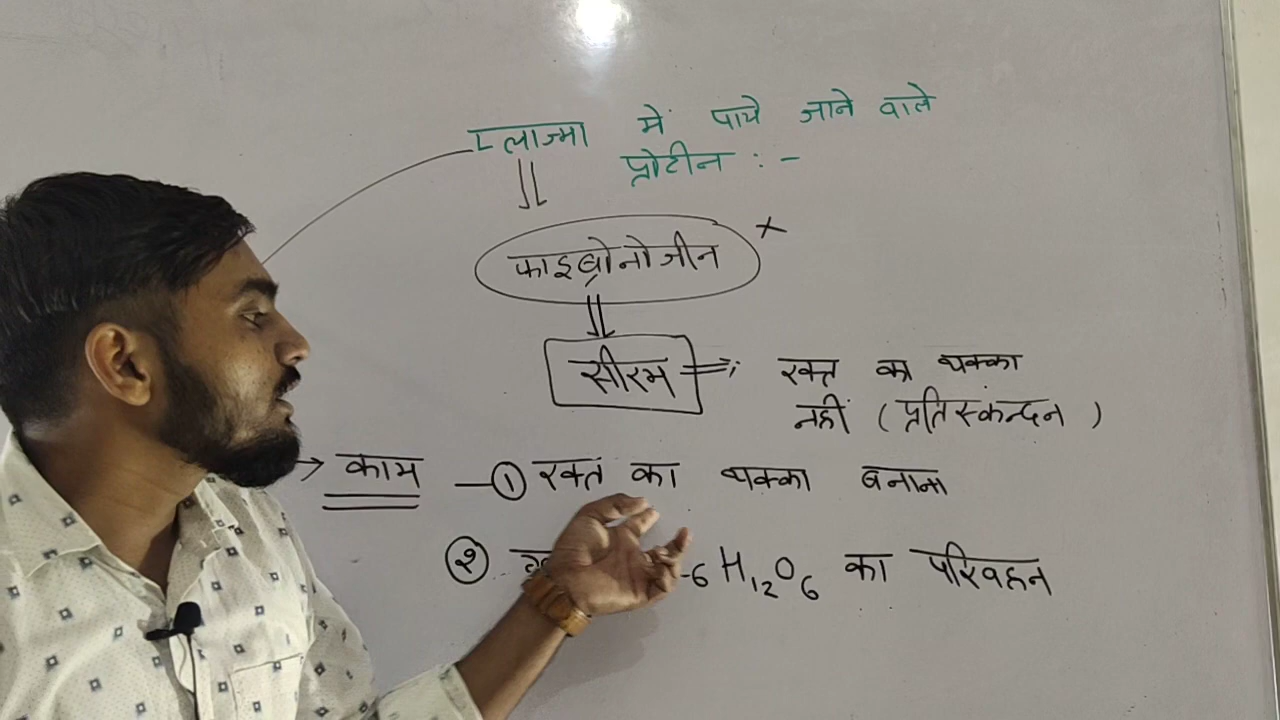 प्लाज्मा में पाये जाने वाले
प्रोटीन : -
फाइब्रोनोजीन ×
सीरम ⇒; रक्त का थक्का
नहीं ( प्रतिस्कन्दन )
→ काम — ① रक्त का थक्का बनाना
② 6H₁₂O₆ का परिवहन